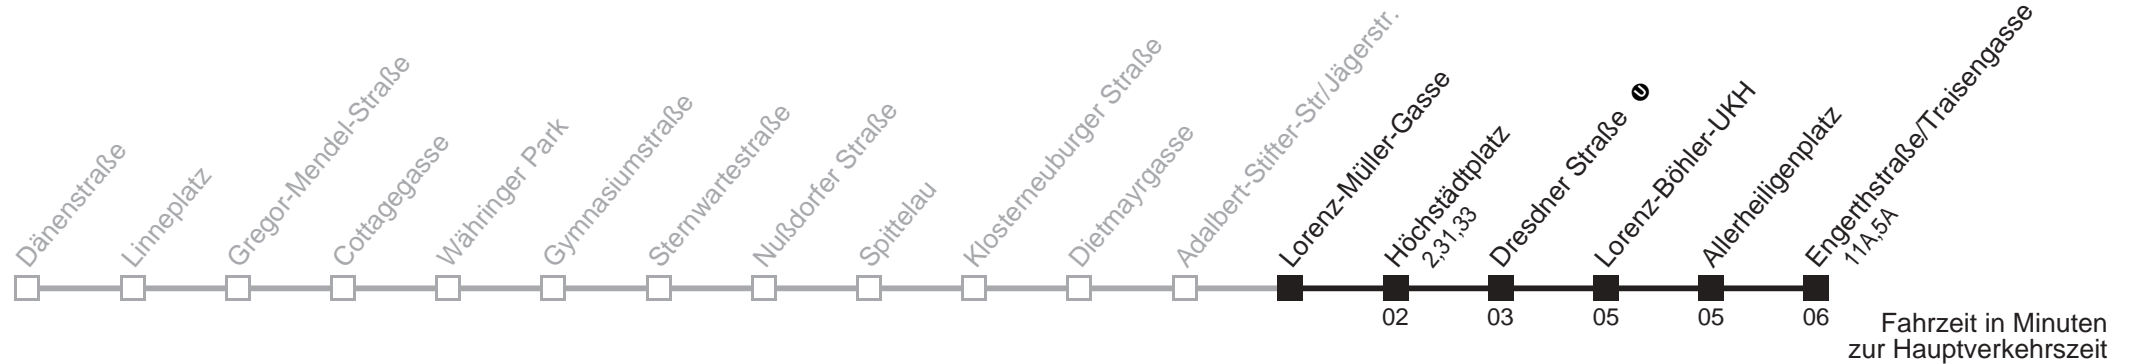 Dänenstraße
Linneplatz
Gregor-Mendel-Straße
Cottagegasse
Währinger Park
Gymnasiumstraße
Sternwartestraße
Nußdorfer Straße
Spittelau
Klosterneuburger Straße
Dietmayrgasse
Adalbert-Stifter-Str/Jägerstr.
Lorenz-Müller-Gasse
Höchstädtplatz
2,31,33
Dresdner Straße U
Lorenz-Böhler-UKH
Allerheiligenplatz
Engerthstraße/Traisengasse
11A,5A
02 03 05 05 06
Fahrzeit in Minuten
zur Hauptverkehrszeit